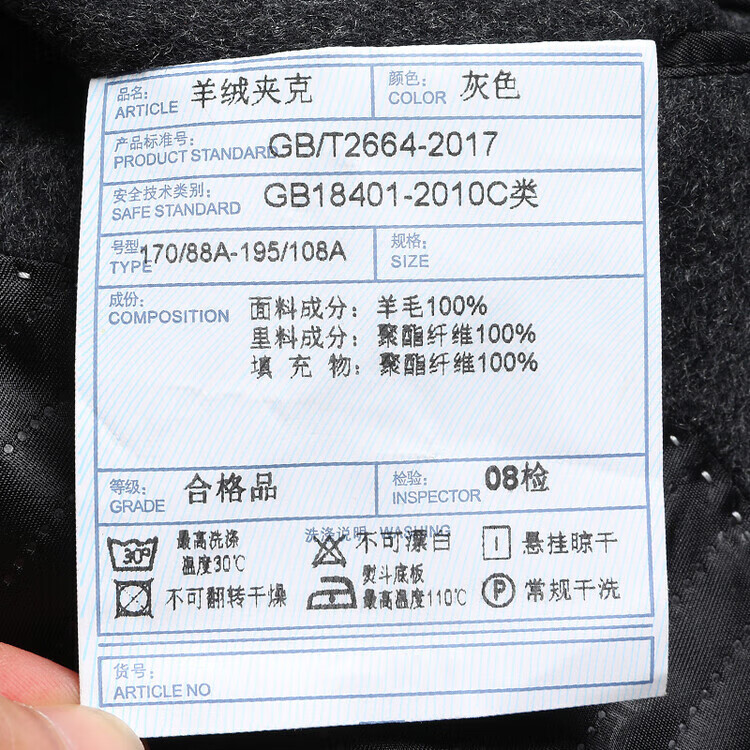 品名: 羊绒夹克 颜色: 灰色
ARTICLE COLOR
产品标准号: GB/T2664-2017
PRODUCT STANDARD
安全技术类别: GB18401-2010C类
SAFE STANDARD
号型 170/88A-195/108A 规格:
TYPE SIZE
成份: 面料成分: 羊毛100%
COMPOSITION
里料成分: 聚酯纤维100%
填 充 物: 聚酯纤维100%
等级: 合格品 检验: 08检
GRADE INSPECTOR
洗涤说明 WASHING
30° 最高洗涤 不可漂白 悬挂晾干
温度30℃
不可翻转干燥 熨斗底板 P 常规干洗
最高温度110℃
货号:
ARTICLE NO